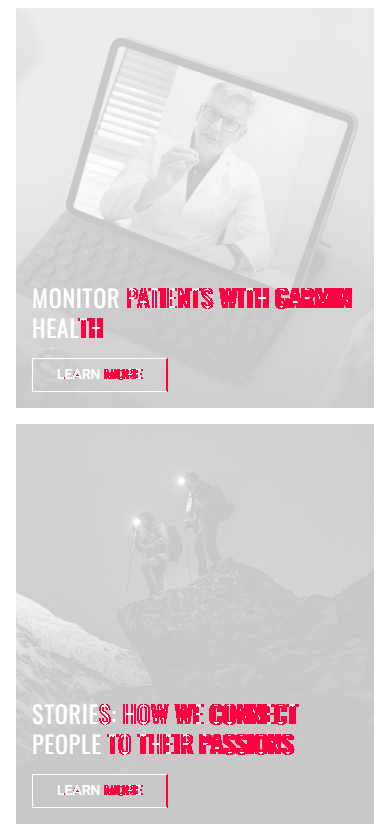 MONITOR PATIENTS WITH GARMIN
HEALTH
LEARN MORE
STORIES: HOW WE CONNECT
PEOPLE TO THEIR PASSIONS
LEARN MORE